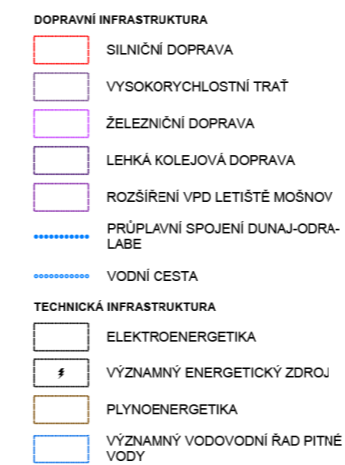 DOPRAVNÍ INFRASTRUKTURA
SILNIČNÍ DOPRAVA
VYSOKORYCHLOSTNÍ TRAŤ
ŽELEZNIČNÍ DOPRAVA
LEHKÁ KOLEJOVÁ DOPRAVA
ROZŠÍŘENÍ VPD LETIŠTĚ MOŠNOV
PRŮPLAVNÍ SPOJENÍ DUNAJ-ODRA-
LABE
VODNÍ CESTA
TECHNICKÁ INFRASTRUKTURA
ELEKTROENERGETIKA
VÝZNAMNÝ ENERGETICKÝ ZDROJ
PLYNOENERGETIKA
VÝZNAMNÝ VODOVODNÍ ŘAD PITNÉ
VODY